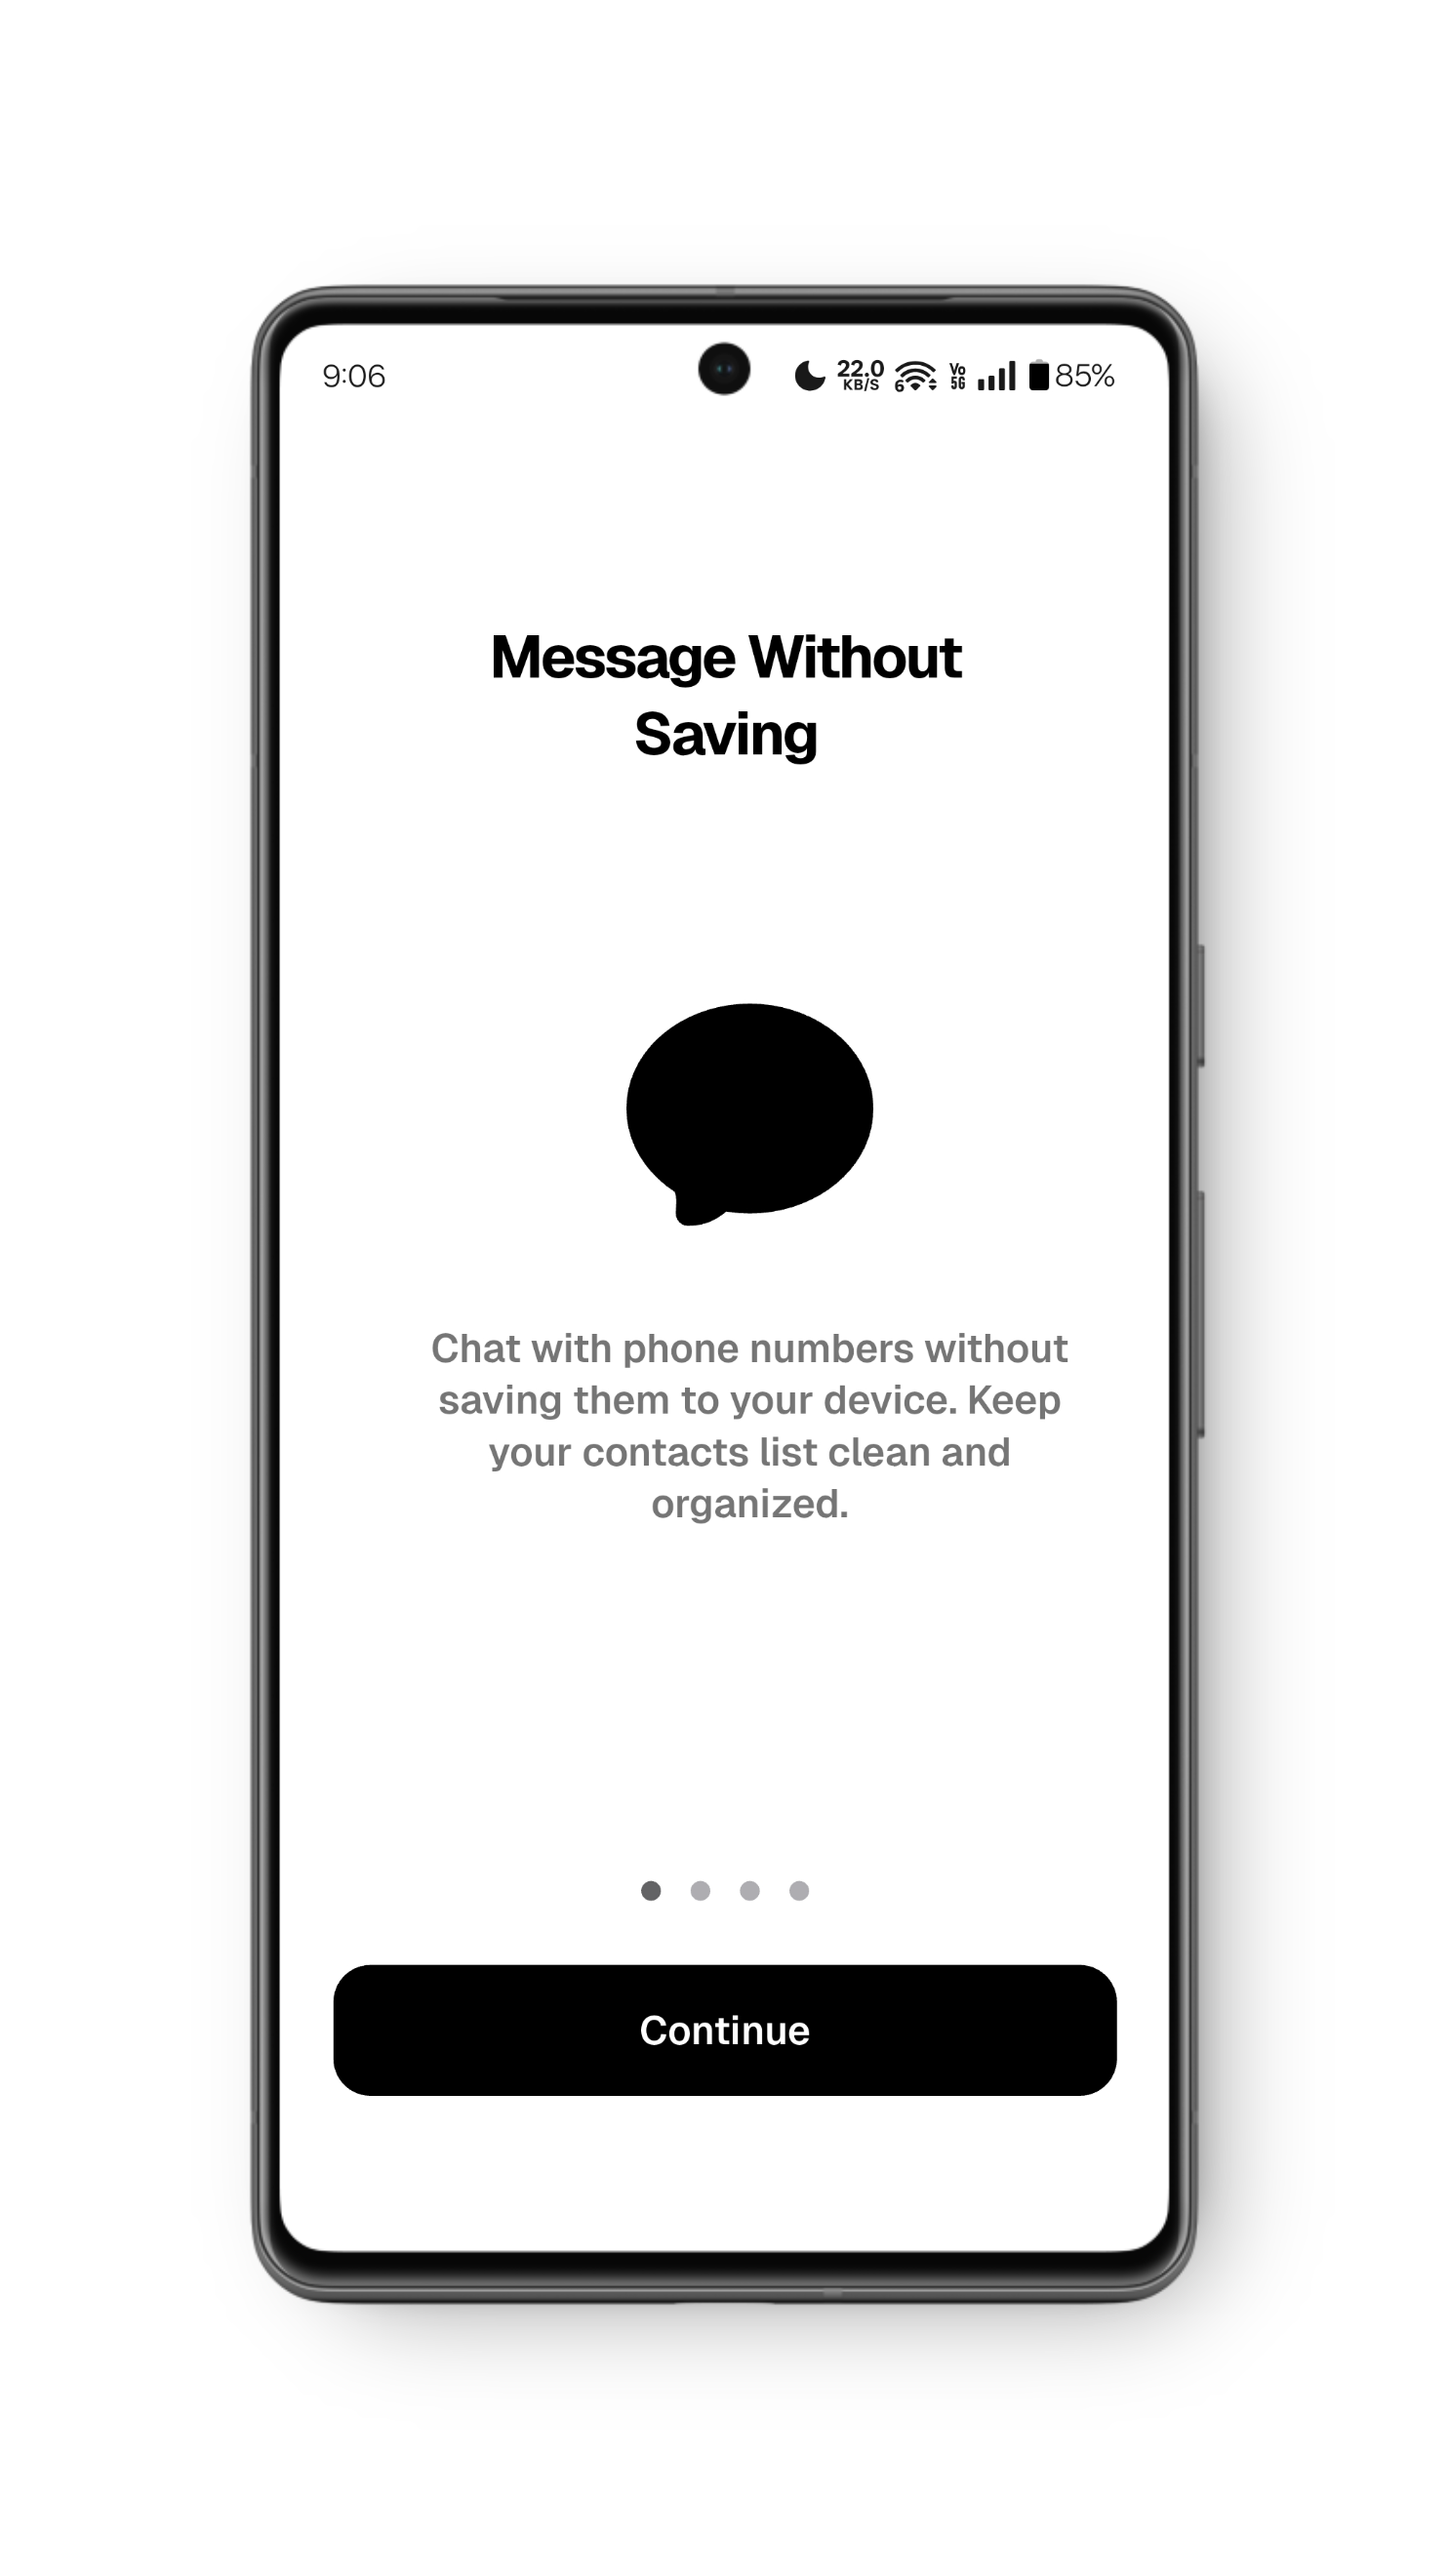 9:06
22.0
KB/S
6
Vo
5G
85%
Message Without
Saving
Chat with phone numbers without
saving them to your device. Keep
your contacts list clean and
organized.
Continue